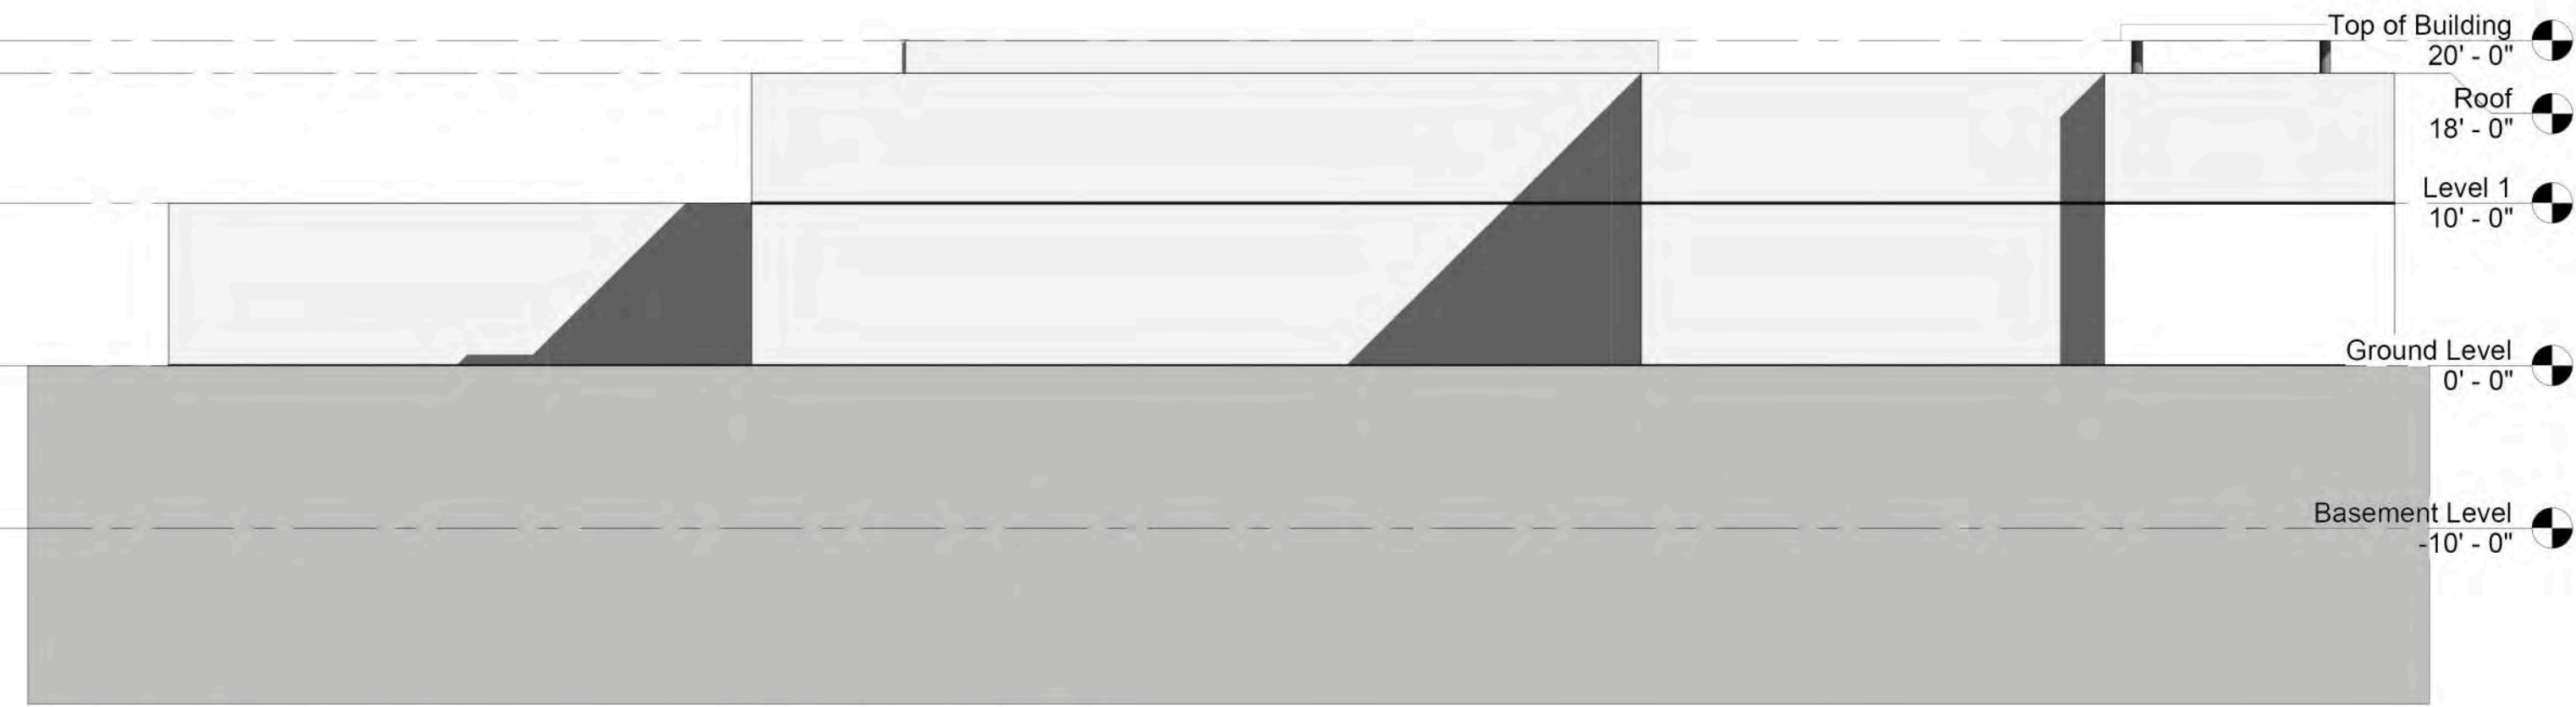 Top of Building
20' - 0"
Roof
18' - 0"
Level 1
10' - 0"
Ground Level
0' - 0"
Basement Level
-10' - 0"